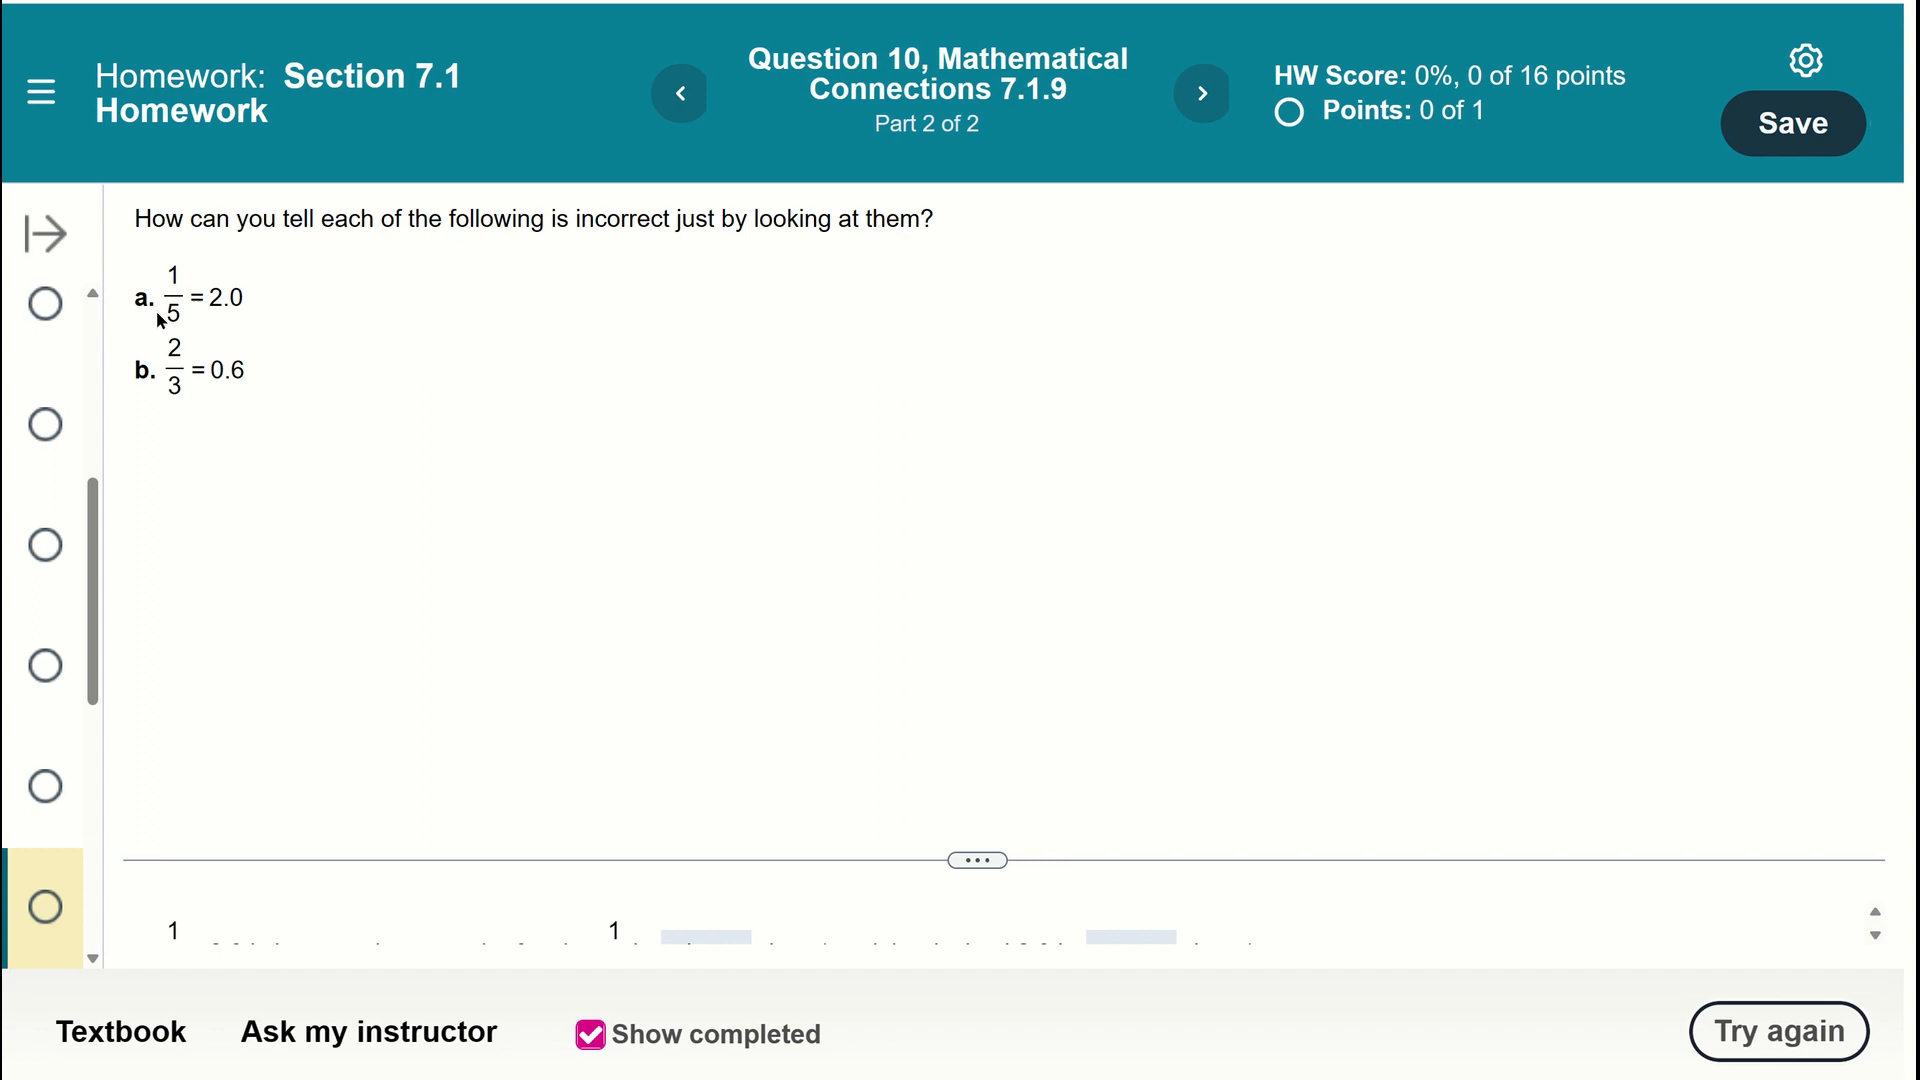 Homework: Section 7.1
Homework
Question 10, Mathematical
Connections 7.1.9
Part 2 of 2
HW Score: 0%, 0 of 16 points
Points: 0 of 1
Save
How can you tell each of the following is incorrect just by looking at them?
a. 1/5 = 2.0
b. 2/3 = 0.6
1 1
Textbook
Ask my instructor
Show completed
Try again